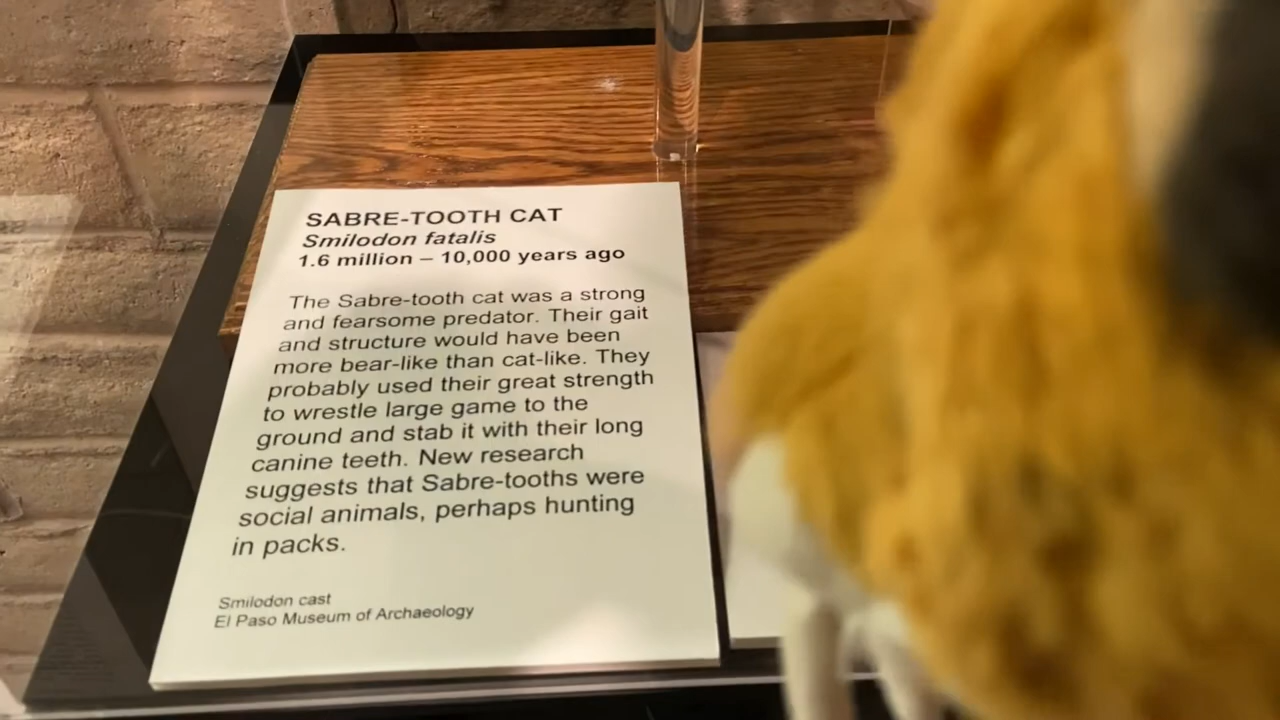 SABRE-TOOTH CAT
Smilodon fatalis
1.6 million – 10,000 years ago
The Sabre-tooth cat was a strong
and fearsome predator. Their gait
and structure would have been
more bear-like than cat-like. They
probably used their great strength
to wrestle large game to the
ground and stab it with their long
canine teeth. New research
suggests that Sabre-tooths were
social animals, perhaps hunting
in packs.
Smilodon cast
El Paso Museum of Archaeology